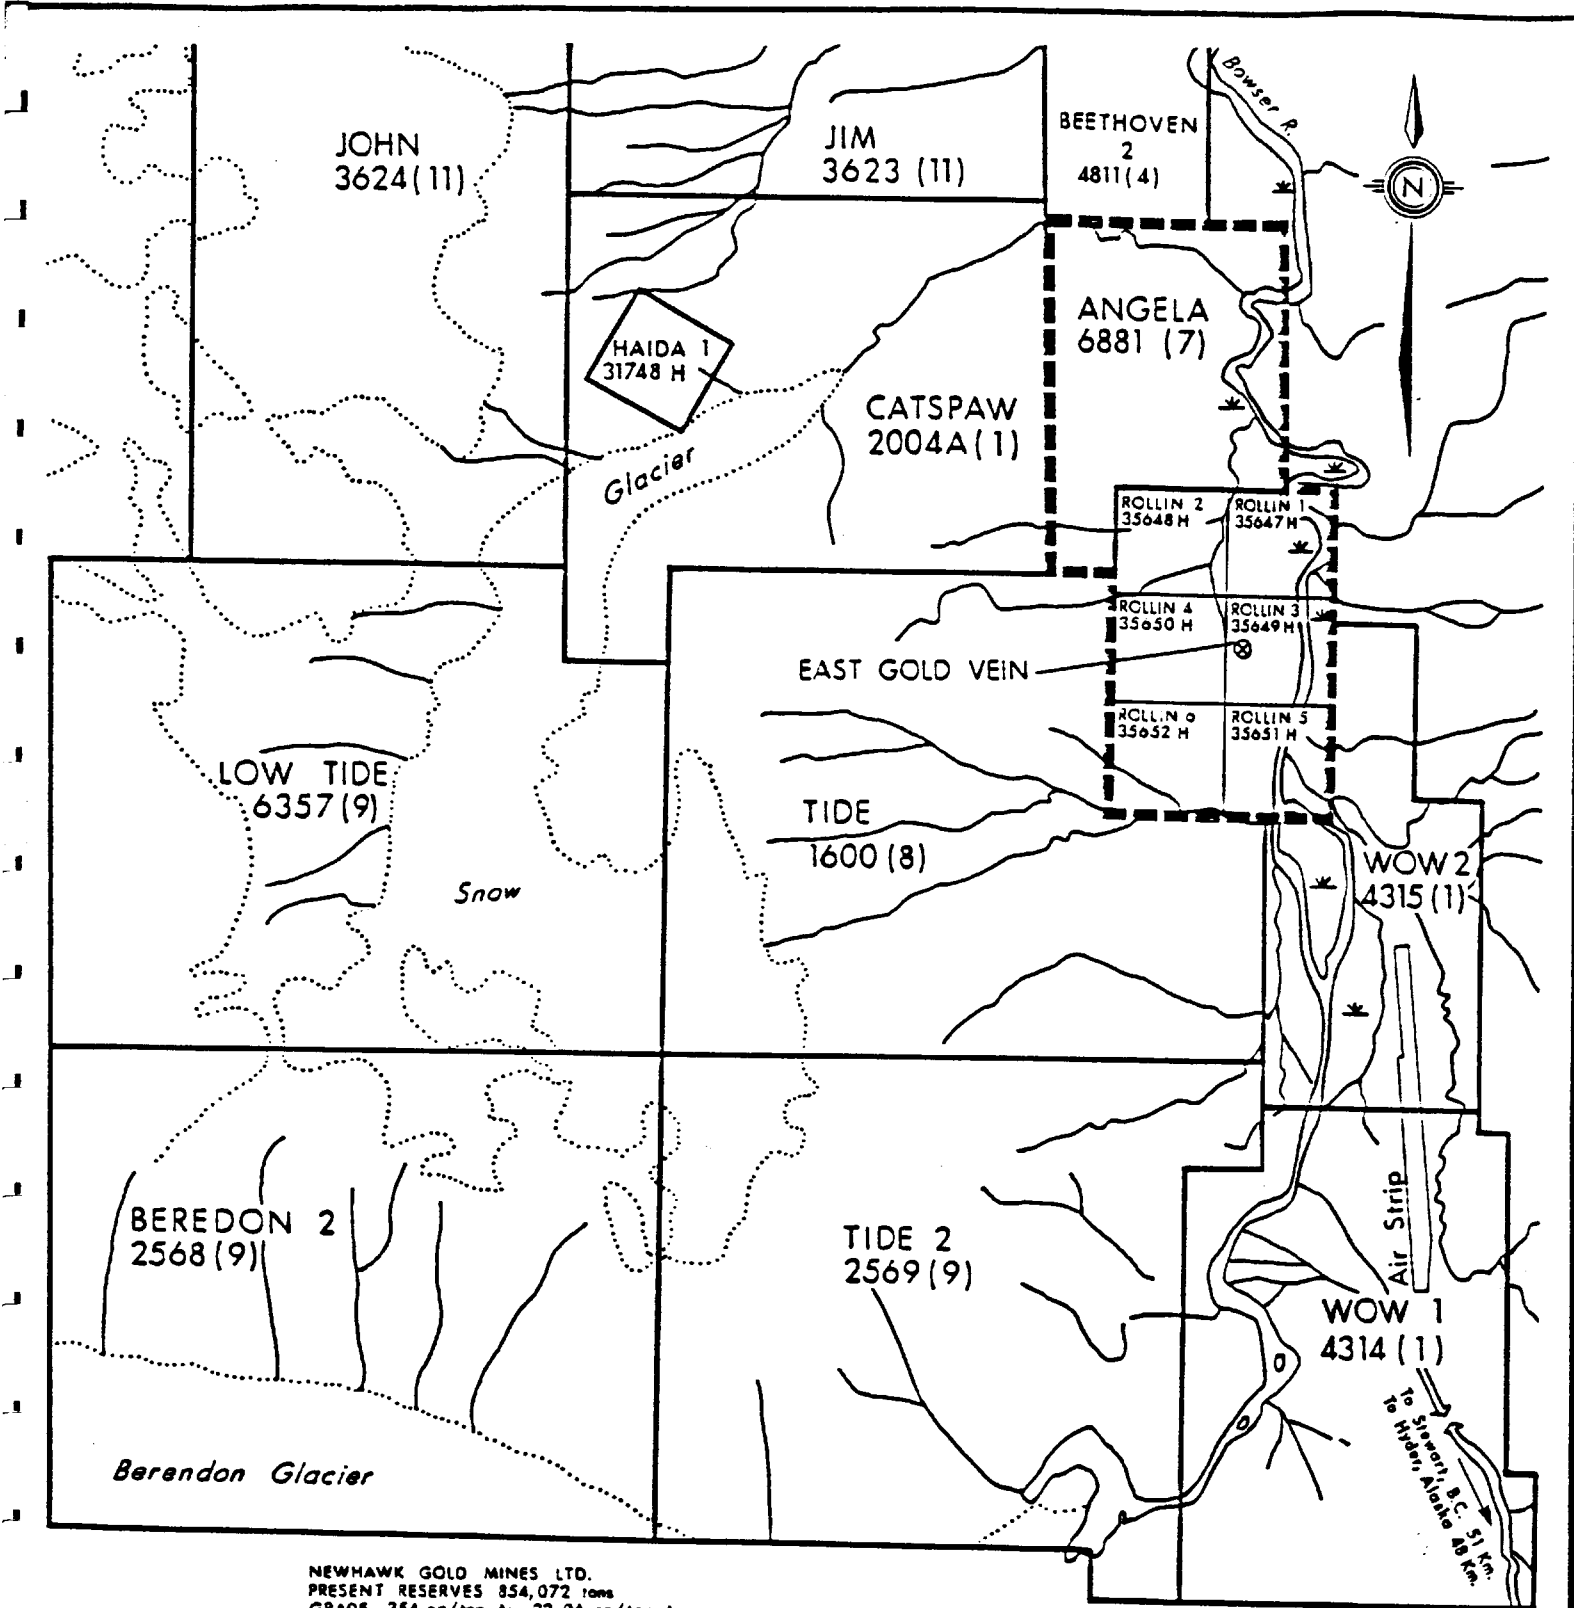 Bowser R.
BEETHOVEN
2
4811(4)
JOHN
3624(11)
JIM
3623 (11)
N
ANGELA
6881 (7)
HAIDA 1
31748 H
CATSPAW
2004A(1)
Glacier
ROLLIN 2
35648 H
ROLLIN 1
35647 H
ROLLIN 4
35650 H
ROLLIN 3
35649 H
EAST GOLD VEIN
ROLLIN 6
35652 H
ROLLIN 5
35651 H
LOW TIDE
6357(9)
TIDE
1600(8)
WOW 2
4315(1)
Snow
Air Strip
BEREDON 2
2568(9)
TIDE 2
2569(9)
WOW 1
4314(1)
To Stewart, B.C. 51 Km.
To Hyder, Alaska 48 Km.
Berendon Glacier
NEWHAWK GOLD MINES LTD.
PRESENT RESERVES 854,072 tons